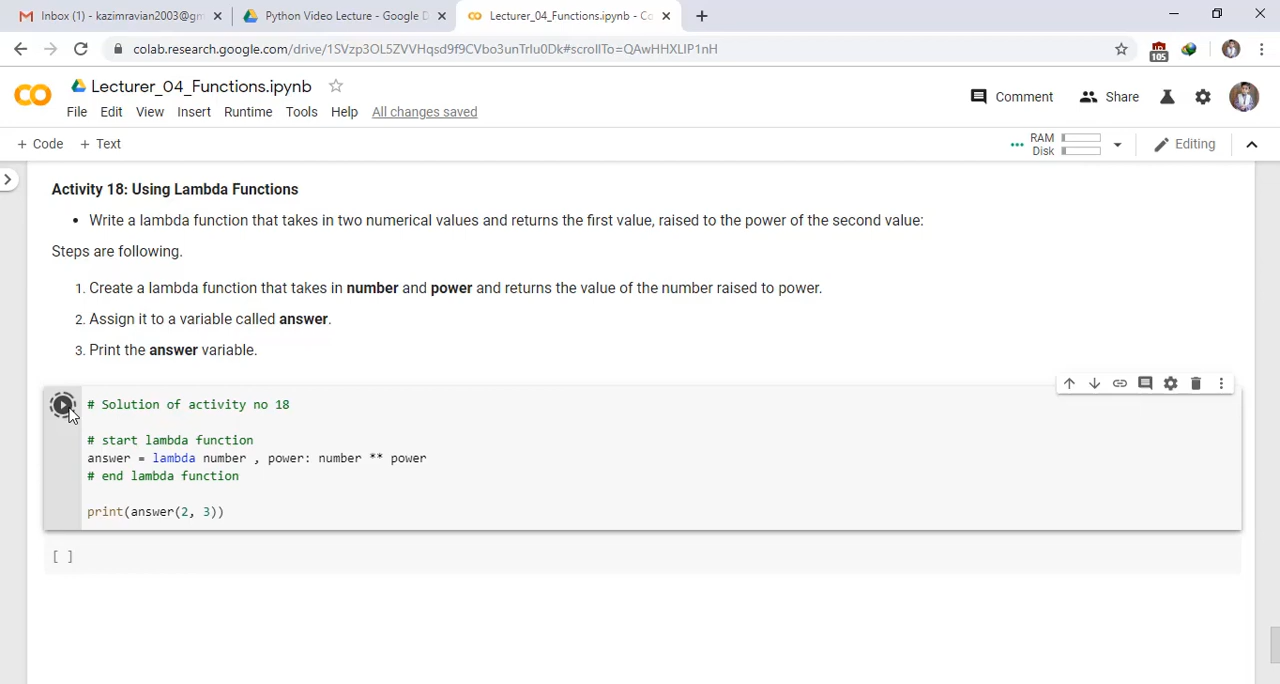 Inbox (1) - kazimravian2003@gm
Python Video Lecture - Google D
Lecturer_04_Functions.ipynb - Co
colab.research.google.com/drive/1SVzp3OL5ZVVHqsd9f9CVbo3unTrlu0Dk#scrollTo=QAwHHXLIP1nH
105
Lecturer_04_Functions.ipynb
Comment
Share
File Edit View Insert Runtime Tools Help All changes saved
+ Code + Text
RAM
Disk
Editing
Activity 18: Using Lambda Functions
• Write a lambda function that takes in two numerical values and returns the first value, raised to the power of the second value:
Steps are following.
1. Create a lambda function that takes in number and power and returns the value of the number raised to power.
2. Assign it to a variable called answer.
3. Print the answer variable.
# Solution of activity no 18
# start lambda function
answer = lambda number , power: number ** power
# end lambda function
print(answer(2, 3))
[ ]